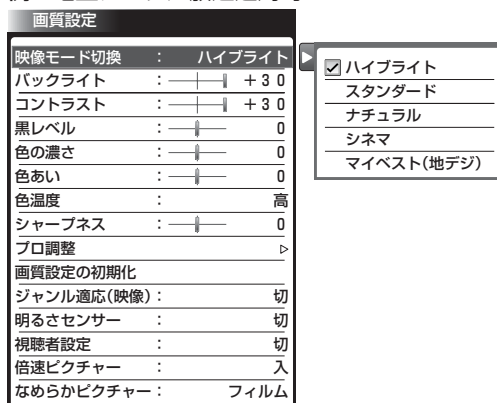 画質設定
映像モード切換 : ハイブライト
バックライト : +30
コントラスト : +30
黒レベル : 0
色の濃さ : 0
色あい : 0
色温度 : 高
シャープネス : 0
プロ調整
画質設定の初期化
ジャンル適応(映像) : 切
明るさセンサー : 切
視聴者設定 : 切
倍速ピクチャー : 入
なめらかピクチャー : フィルム
ハイブライト
スタンダード
ナチュラル
シネマ
マイベスト(地デジ)